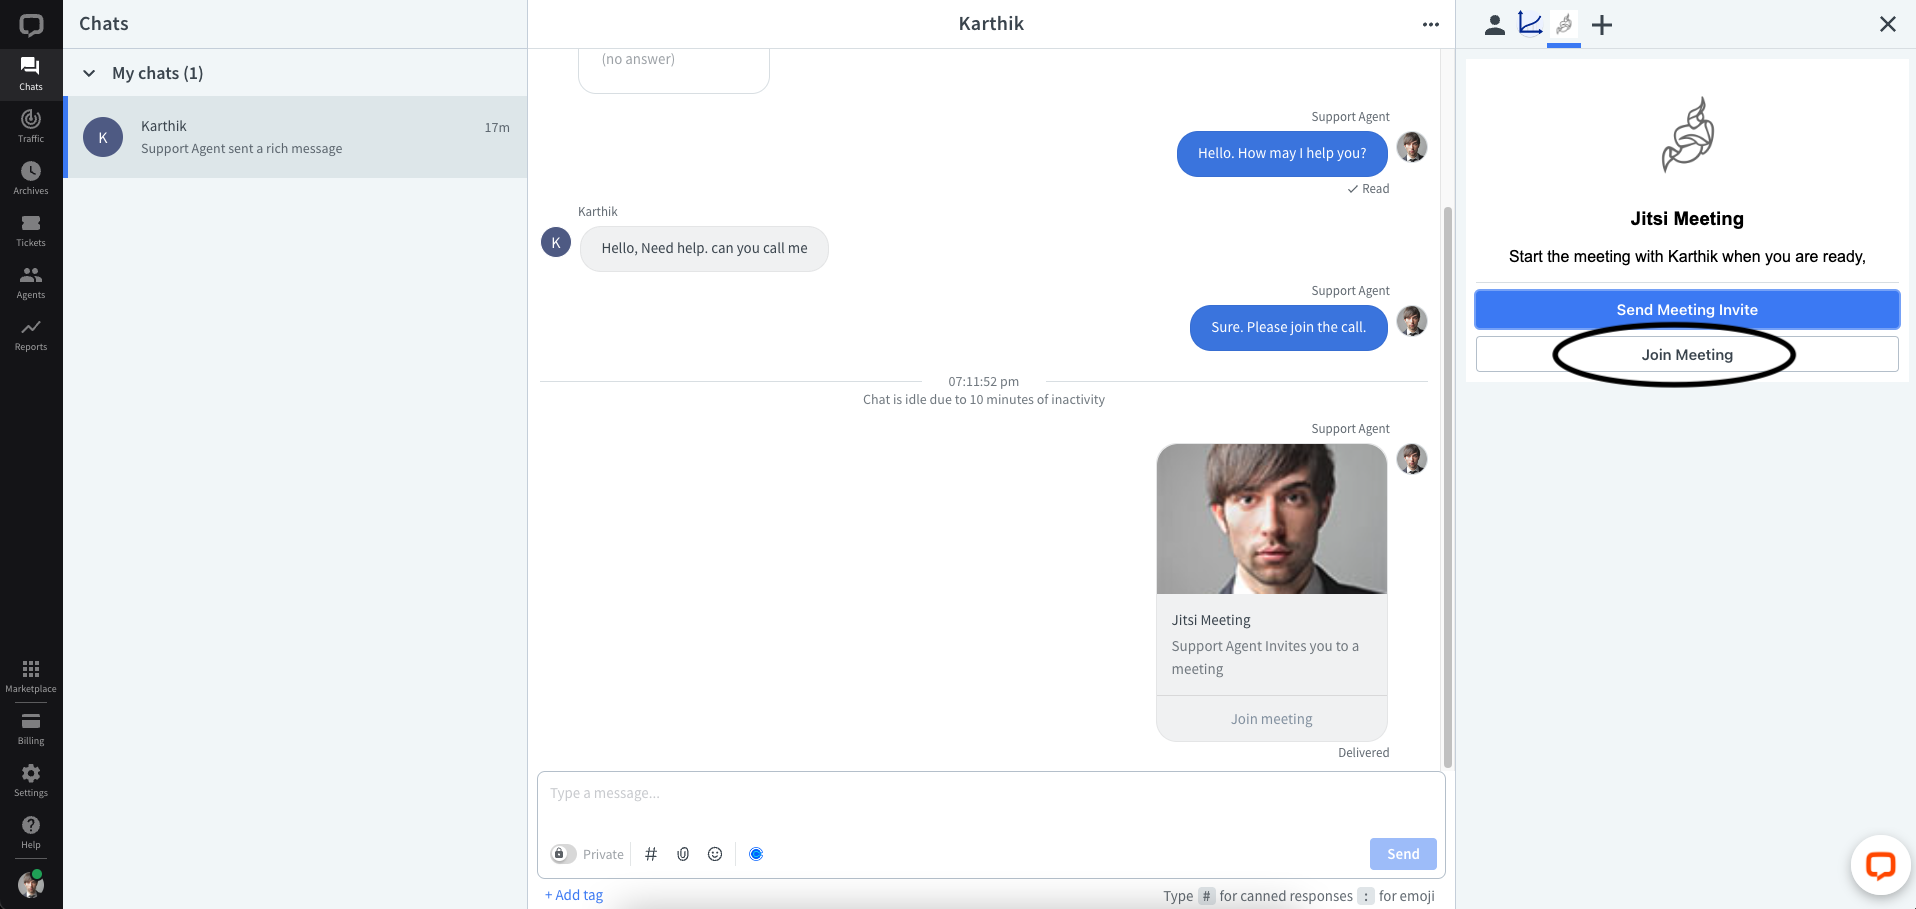 Chats
Traffic
Archives
Tickets
Agents
Reports
Marketplace
Billing
Settings
Help
Chats
My chats (1)
K
Karthik
17m
Support Agent sent a rich message
Karthik
(no answer)
Support Agent
Hello. How may I help you?
Read
Karthik
K
Hello, Need help. can you call me
Support Agent
Sure. Please join the call.
07:11:52 pm
Chat is idle due to 10 minutes of inactivity
Support Agent
Jitsi Meeting
Support Agent Invites you to a
meeting
Join meeting
Delivered
Type a message...
Private
#
Send
+ Add tag
Type # for canned responses : for emoji
Jitsi Meeting
Start the meeting with Karthik when you are ready,
Send Meeting Invite
Join Meeting